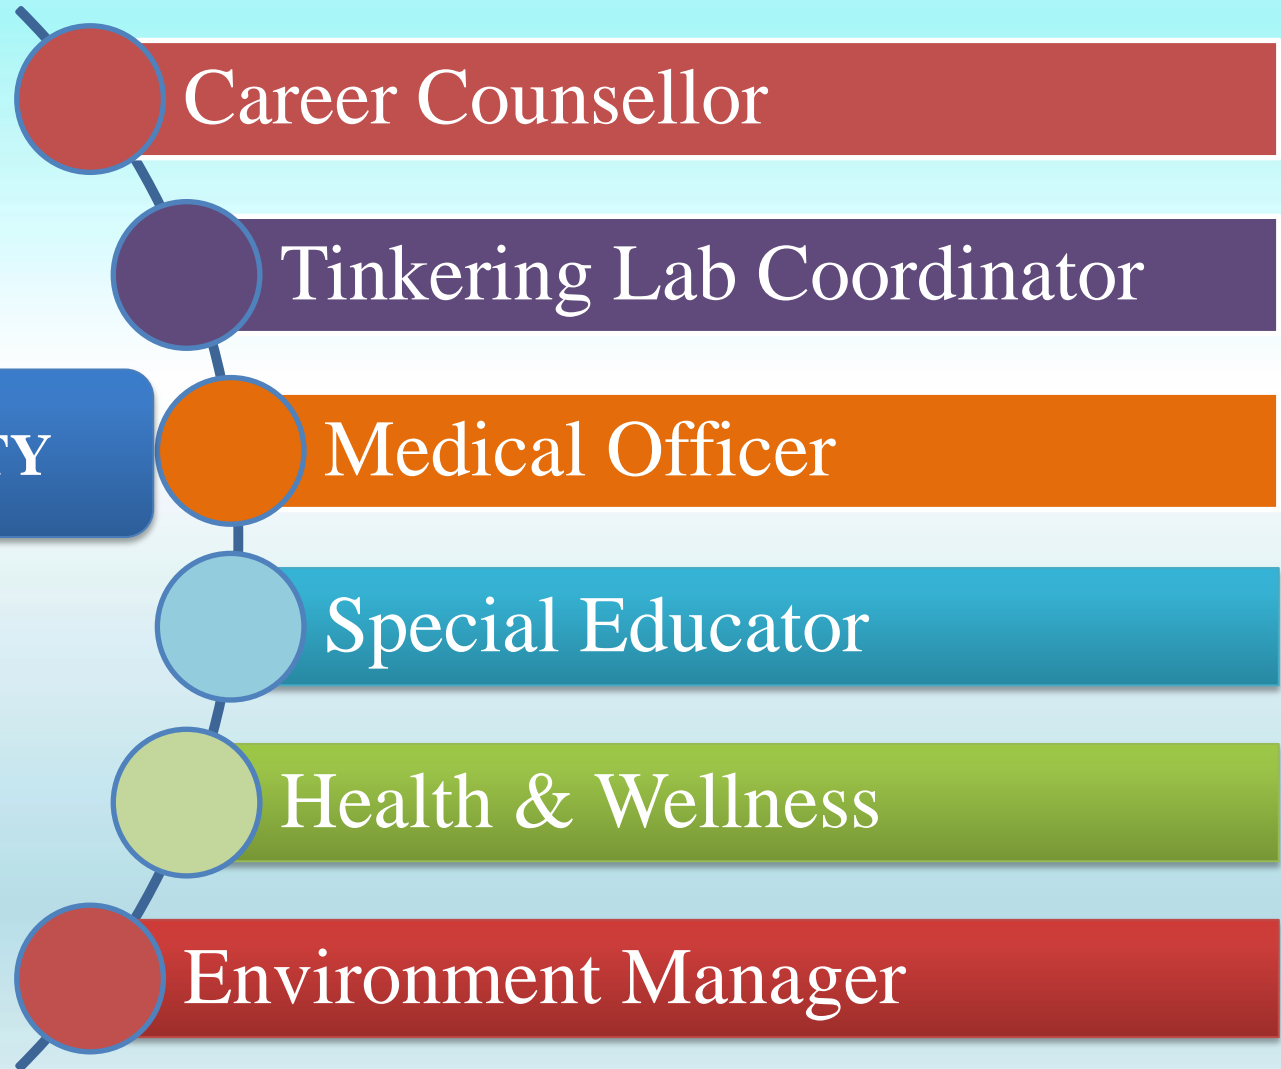 Career Counsellor
Tinkering Lab Coordinator
TY
Medical Officer
Special Educator
Health & Wellness
Environment Manager